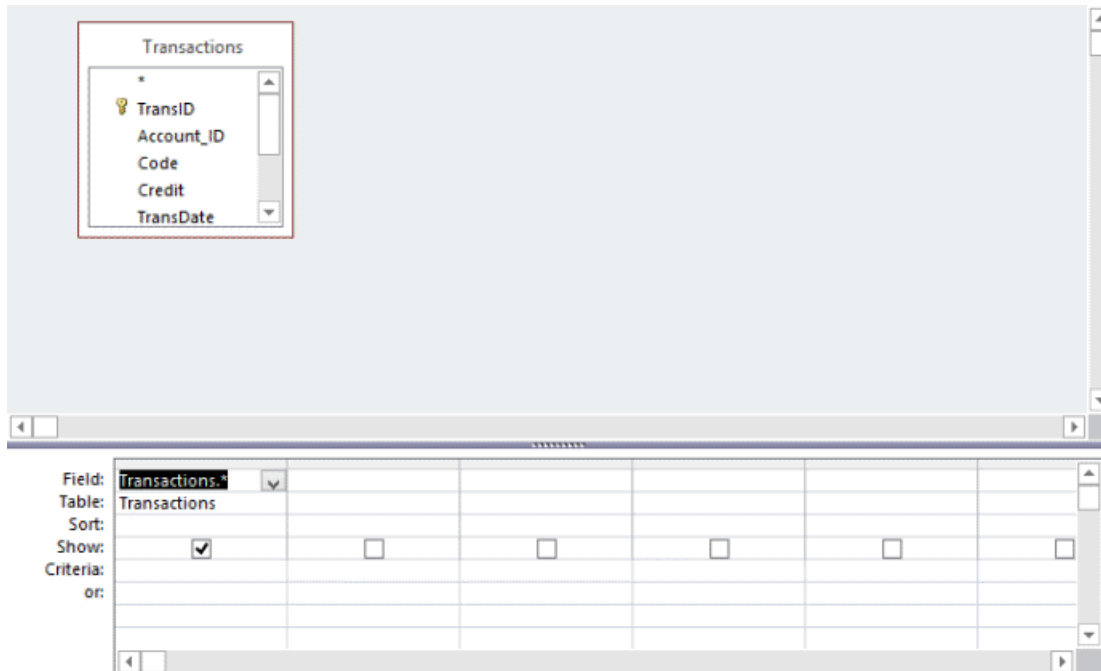 Transactions
*
TransID
Account_ID
Code
Credit
TransDate
Field: Transactions.*
Table: Transactions
Sort:
Show:
Criteria:
or: